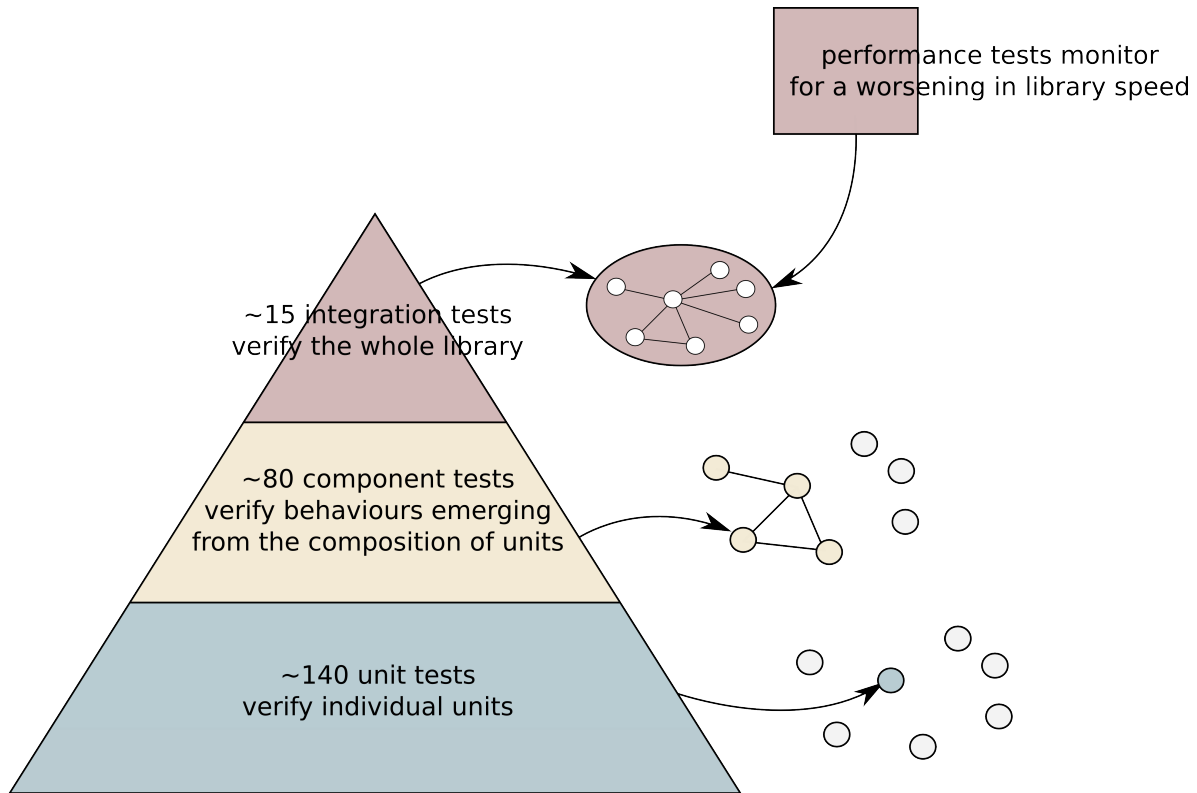 performance tests monitor
for a worsening in library speed
~15 integration tests
verify the whole library
~80 component tests
verify behaviours emerging
from the composition of units
~140 unit tests
verify individual units